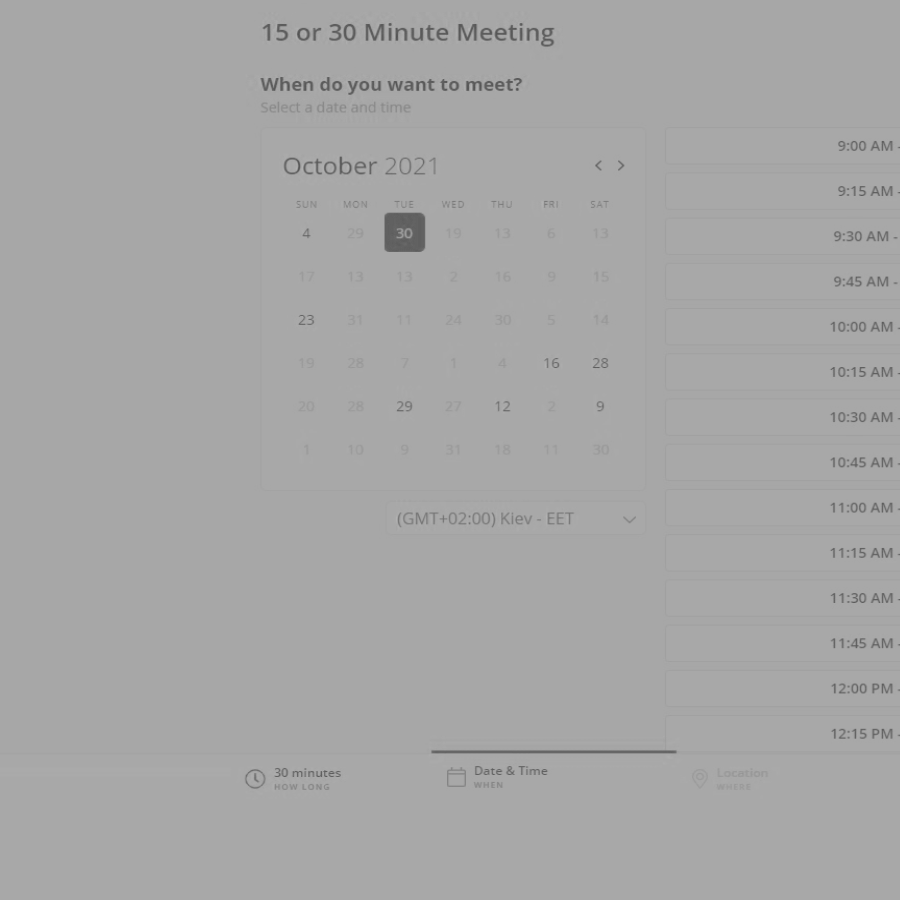 15 or 30 Minute Meeting
When do you want to meet?
Select a date and time
October 2021
SUN MON TUE WED THU FRI SAT
4 29 30 19 13 6 13
17 13 13 2 16 9 15
23 31 11 24 30 5 14
19 28 7 1 4 16 28
20 28 29 27 12 2 9
1 10 9 31 18 11 30
(GMT+02:00) Kiev - EET
9:00 AM -
9:15 AM -
9:30 AM -
9:45 AM -
10:00 AM -
10:15 AM -
10:30 AM -
10:45 AM -
11:00 AM -
11:15 AM -
11:30 AM -
11:45 AM -
12:00 PM -
12:15 PM -
30 minutes
HOW LONG
Date & Time
WHEN
Location
WHERE